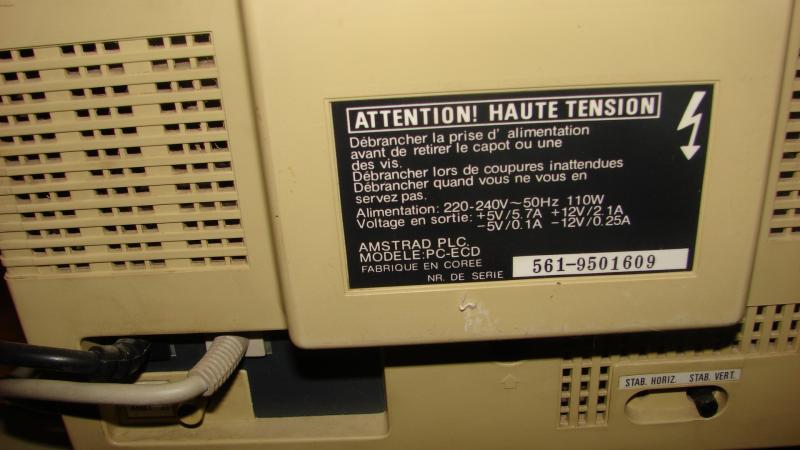 ATTENTION! HAUTE TENSION
Débrancher la prise d' alimentation
avant de retirer le capot ou une
des vis.
Débrancher lors de coupures inattendues
Débrancher quand vous ne vous en
servez pas.
Alimentation: 220-240V~50Hz 110W
Voltage en sortie: +5V/5.7A +12V/2.1A
-5V/0.1A -12V/0.25A
AMSTRAD PLC.
MODELE:PC-ECD
FABRIQUE EN COREE
NR. DE SERIE 561-9501609
STAB. HORIZ. STAB. VERT.